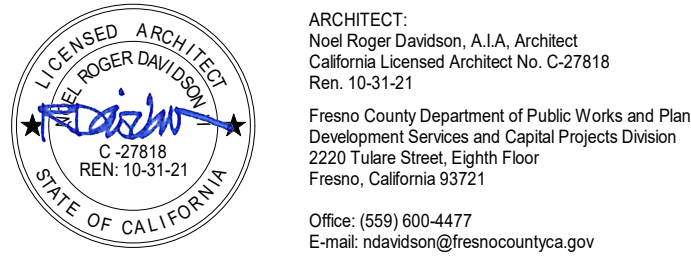 LICENSED ARCHITECT
NOEL ROGER DAVIDSON II
C -27818
REN: 10-31-21
STATE OF CALIFORNIA
ARCHITECT:
Noel Roger Davidson, A.I.A, Architect
California Licensed Architect No. C-27818
Ren. 10-31-21
Fresno County Department of Public Works and Plan
Development Services and Capital Projects Division
2220 Tulare Street, Eighth Floor
Fresno, California 93721
Office: (559) 600-4477
E-mail: ndavidson@fresnocountyca.gov